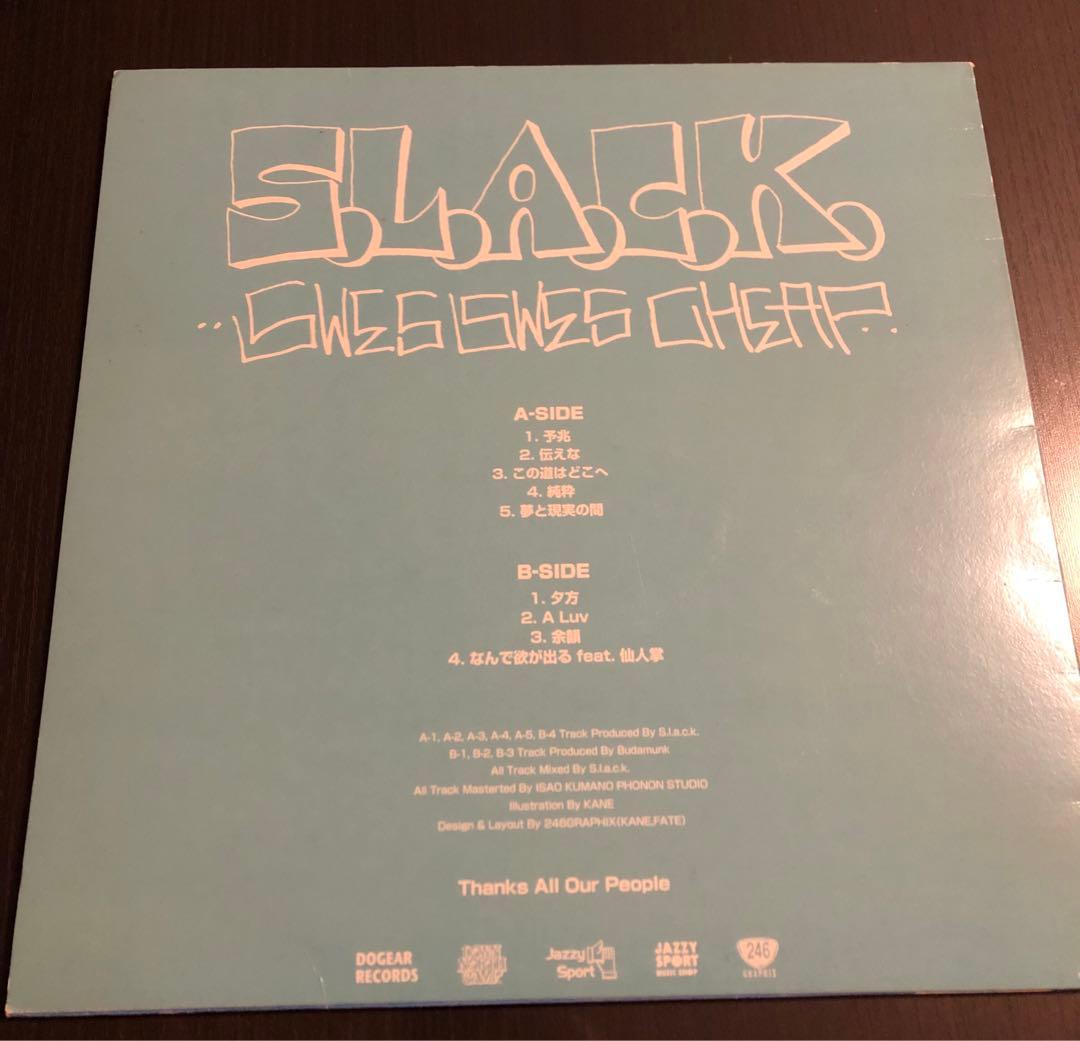 S.L.A.C.K.
"SWES SWES CHEAP"
A-SIDE
1. 予兆
2. 伝えな
3. この道はどこへ
4. 純粋
5. 夢と現実の間
B-SIDE
1. 夕方
2. A Luv
3. 余韻
4. なんで欲が出る feat. 仙人掌
A-1, A-2, A-3, A-4, A-5, B-4 Track Produced By S.l.a.c.k.
B-1, B-2, B-3 Track Produced By Budamunk
All Track Mixed By S.l.a.c.k.
All Track Masterted By ISAO KUMANO PHONON STUDIO
Illustration By KANE
Design & Layout By 246GRAPHIX(KANE,FATE)
Thanks All Our People
DOGEAR
RECORDS
Jazzy
Sport
JAZZY
SPORT
MUSIC SHOP
246
GRAPHIX